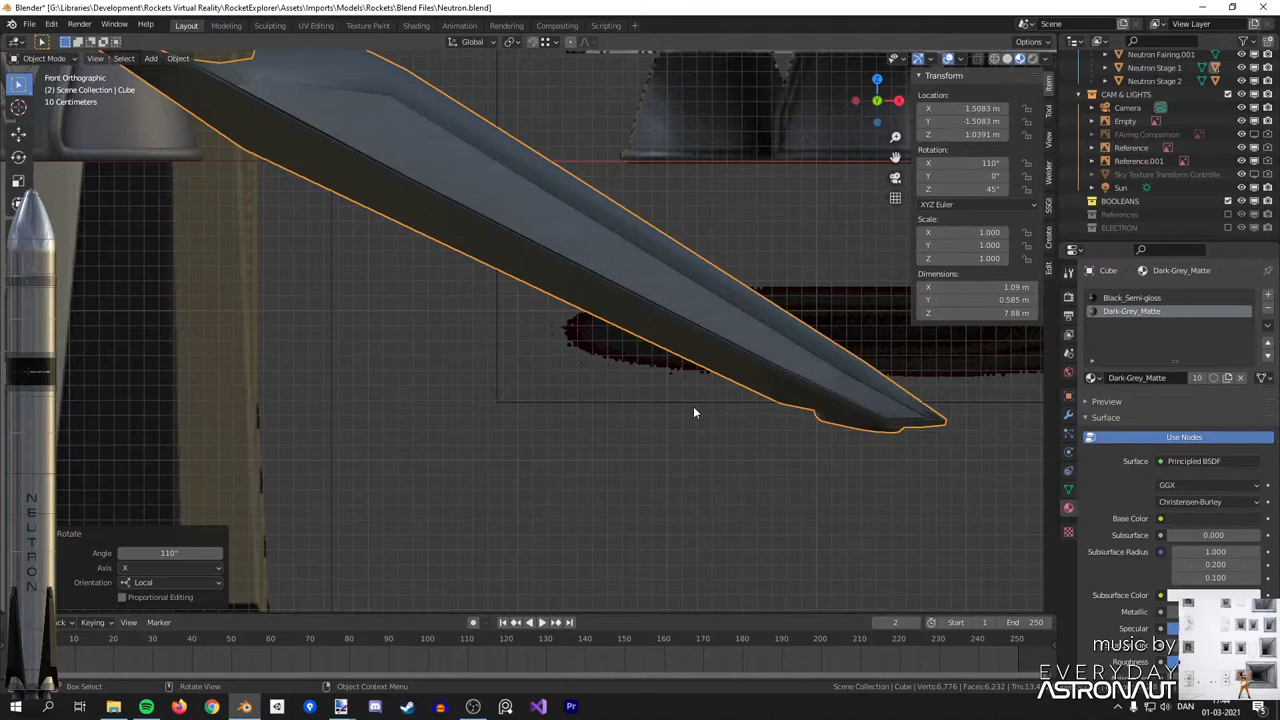 Blender* [G:\Libraries\Development\Rockets Virtual Reality\RocketExplorer\Assets\Imports\Models\Rockets\Blend Files\Neutron.blend]
File Edit Render Window Help Layout Modeling Sculpting UV Editing Texture Paint Shading Animation Rendering Compositing Scripting Scene View Layer
Global Options
Object Mode View Select Add Object
Front Orthographic
(2) Scene Collection | Cube
10 Centimeters
Z
X
Y
Transform
Location:
X 1.5083 m
Y -1.5083 m
Z 1.0391 m
Rotation:
X 110°
Y 0°
Z 45°
XYZ Euler
Scale:
X 1.000
Y 1.000
Z 1.000
Dimensions:
X 1.09 m
Y 0.585 m
Z 7.88 m
Item
Tool
View
Welder
SSGI
Create
Edit
Neutron Fairing.001
Neutron Stage 1
Neutron Stage 2
CAM & LIGHTS
Camera
Empty
FAiring Comparison
Reference
Reference.001
Sky Texture Transform Controlle
Sun
BOOLEANS
References
ELECTRON
Cube Dark-Grey_Matte
Black_Semi-gloss
Dark-Grey_Matte
Dark-Grey_Matte 10
Preview
Surface
Use Nodes
Surface Principled BSDF
GGX
Christensen-Burley
Base Color
Subsurface 0.000
Subsurface Radius 1.000
0.200
0.100
Subsurface Color
Metallic
Specular
Roughness
NEUTRON
Rotate
Angle 110°
Axis X
Orientation Local
Proportional Editing
Keying View Marker 2 Start 1 End 250
10 20 30 40 50 60 70 80 90 100 110 120 130 140 150 160 170 180 190 200 210 220 230 240 250
Box Select Rotate View Object Context Menu
Scene Collection | Cube | Verts:6,776 | Faces:6,232
music by
EVERYDAY
ASTRONAUT
DAN
01-03-2021